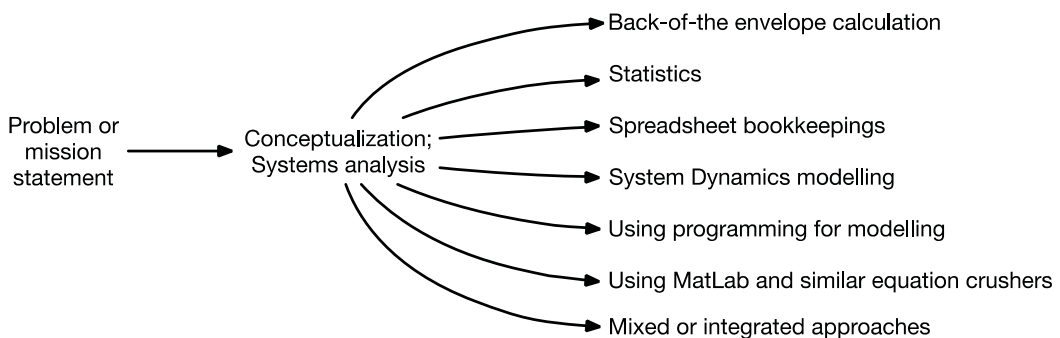 Problem or
mission
statement
Conceptualization;
Systems analysis
Back-of-the envelope calculation
Statistics
Spreadsheet bookkeepings
System Dynamics modelling
Using programming for modelling
Using MatLab and similar equation crushers
Mixed or integrated approaches